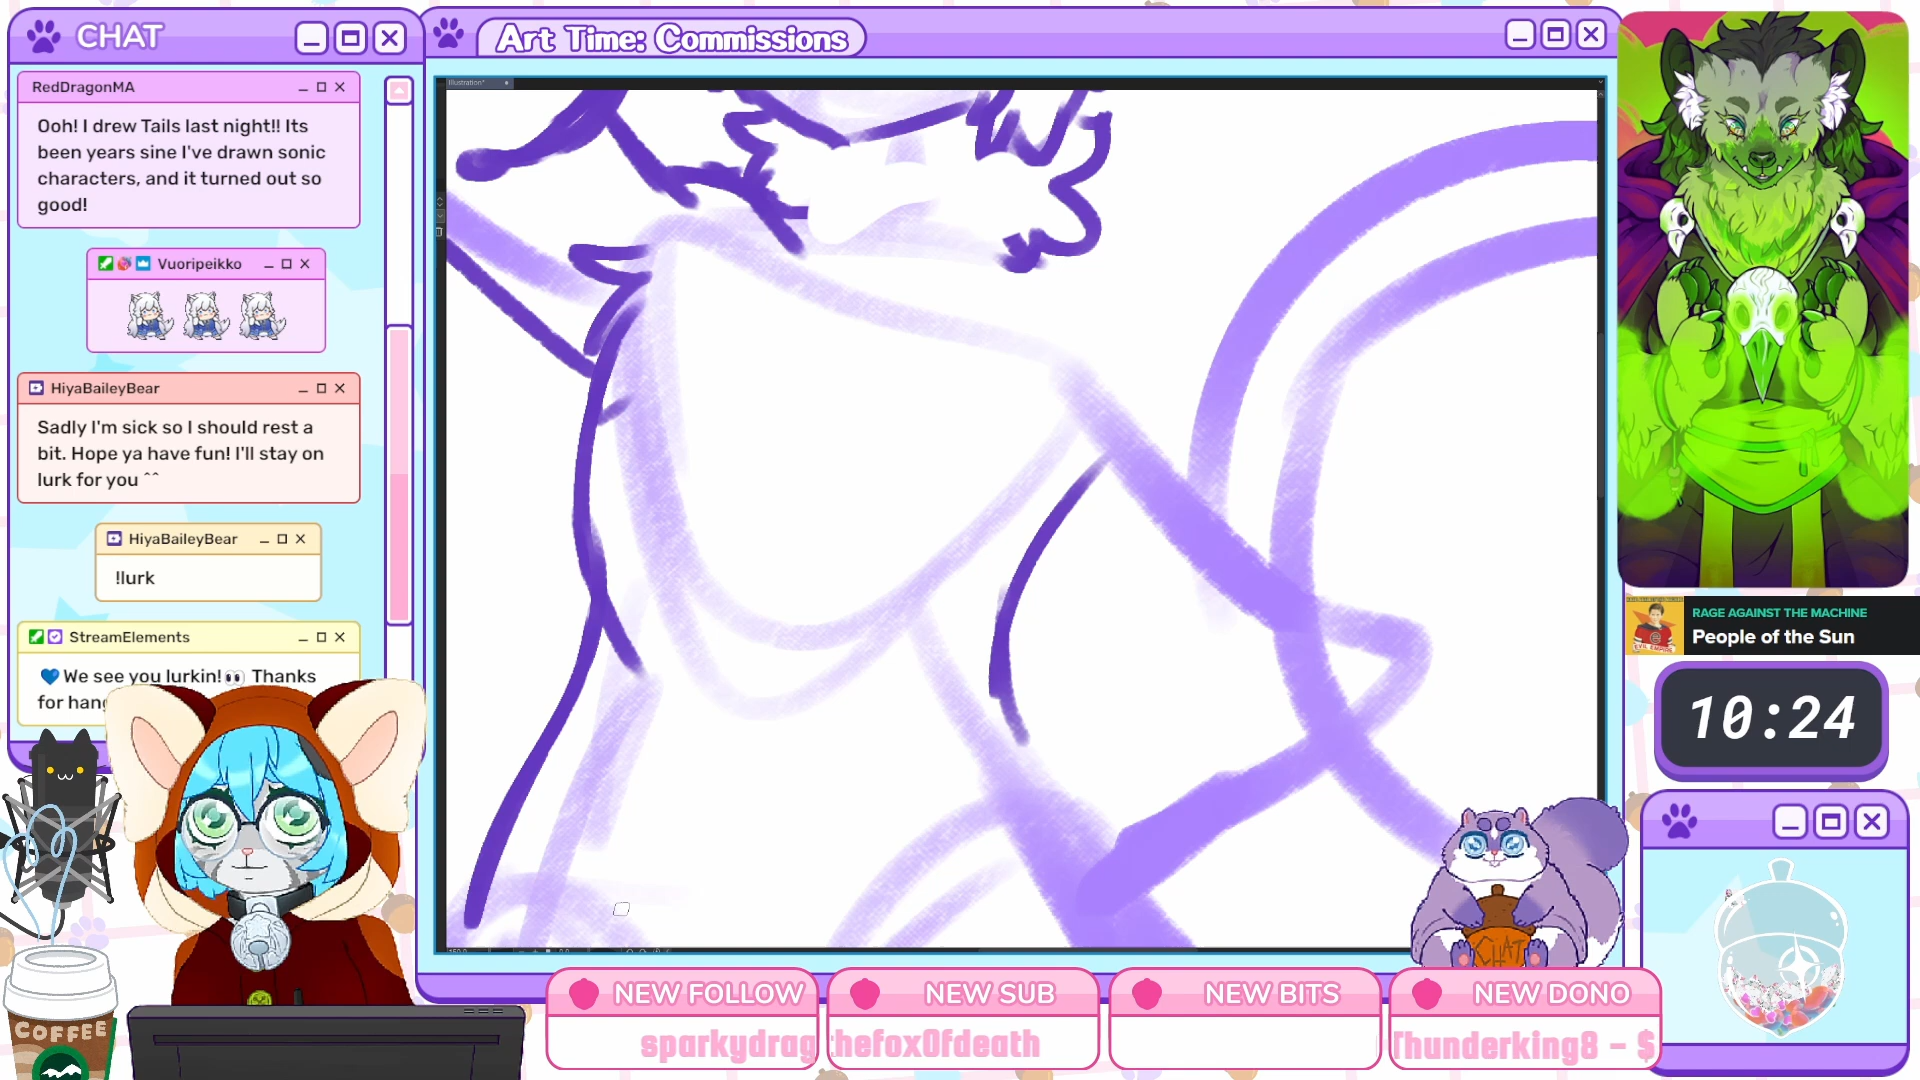 CHAT
Art Time: Commissions
Illustration*
RedDragonMA
Ooh! I drew Tails last night!! Its
been years sine I've drawn sonic
characters, and it turned out so
good!
Vuoripeikko
HiyaBaileyBear
Sadly I'm sick so I should rest a
bit. Hope ya have fun! I'll stay on
lurk for you ^^
HiyaBaileyBear
!lurk
StreamElements
💙We see you lurkin!👀 Thanks
for hang
RAGE AGAINST THE MACHINE
People of the Sun
10:24
CHAT
COFFEE
NEW FOLLOW
sparkydrag
NEW SUB
thefox0fdeath
NEW BITS
NEW DONO
Thunderking8 - $